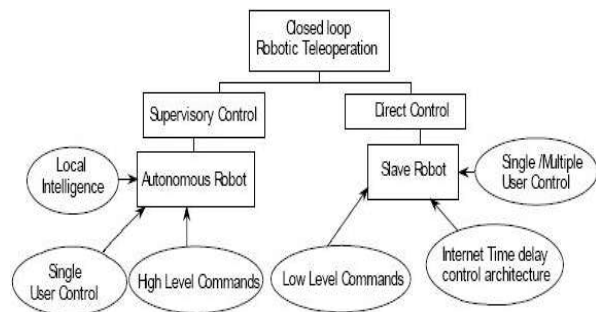 Closed loop
Robotic Teleoperation
Supervisory Control
Direct Control
Local
Intelligence
Autonomous Robot
Slave Robot
Single /Multiple
User Control
Single
User Control
Hgh Level Commands
Low Level Commands
Internet Time delay
control architecture